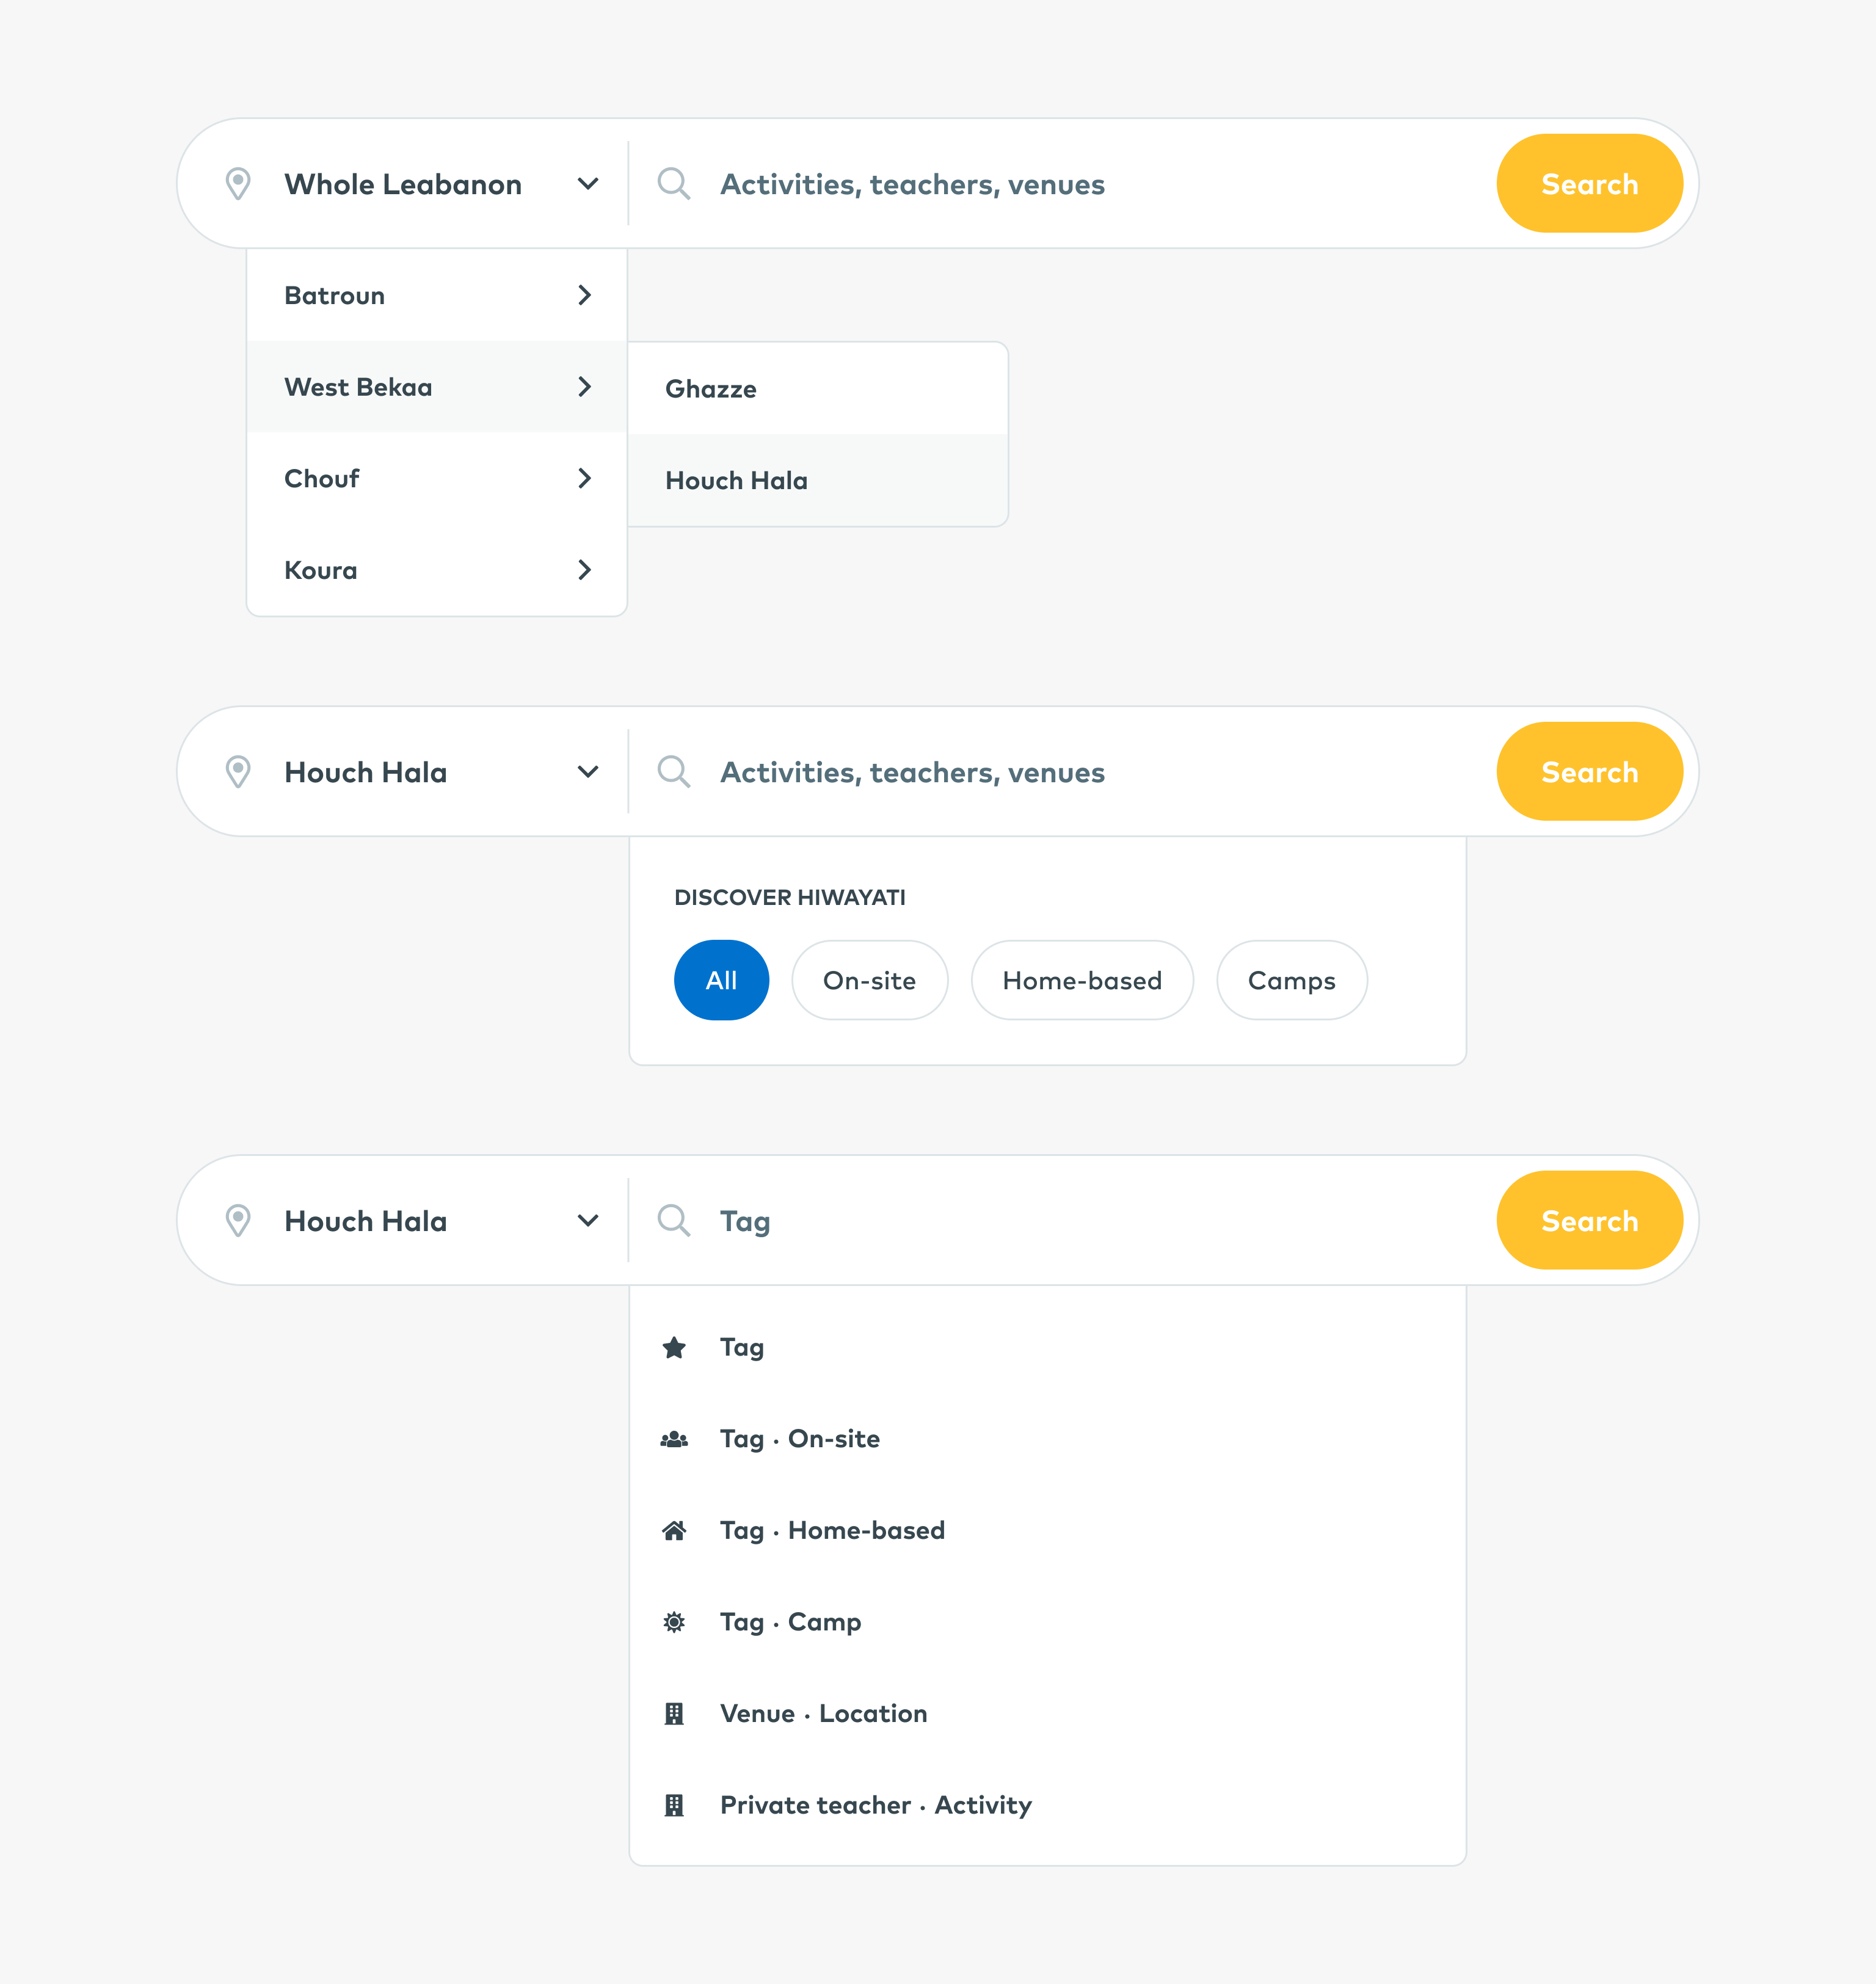 Whole Leabanon
Activities, teachers, venues
Search
Batroun
West Bekaa
Ghazze
Chouf
Houch Hala
Koura
Houch Hala
Activities, teachers, venues
Search
DISCOVER HIWAYATI
All
On-site
Home-based
Camps
Houch Hala
Tag
Search
Tag
Tag · On-site
Tag · Home-based
Tag · Camp
Venue · Location
Private teacher · Activity